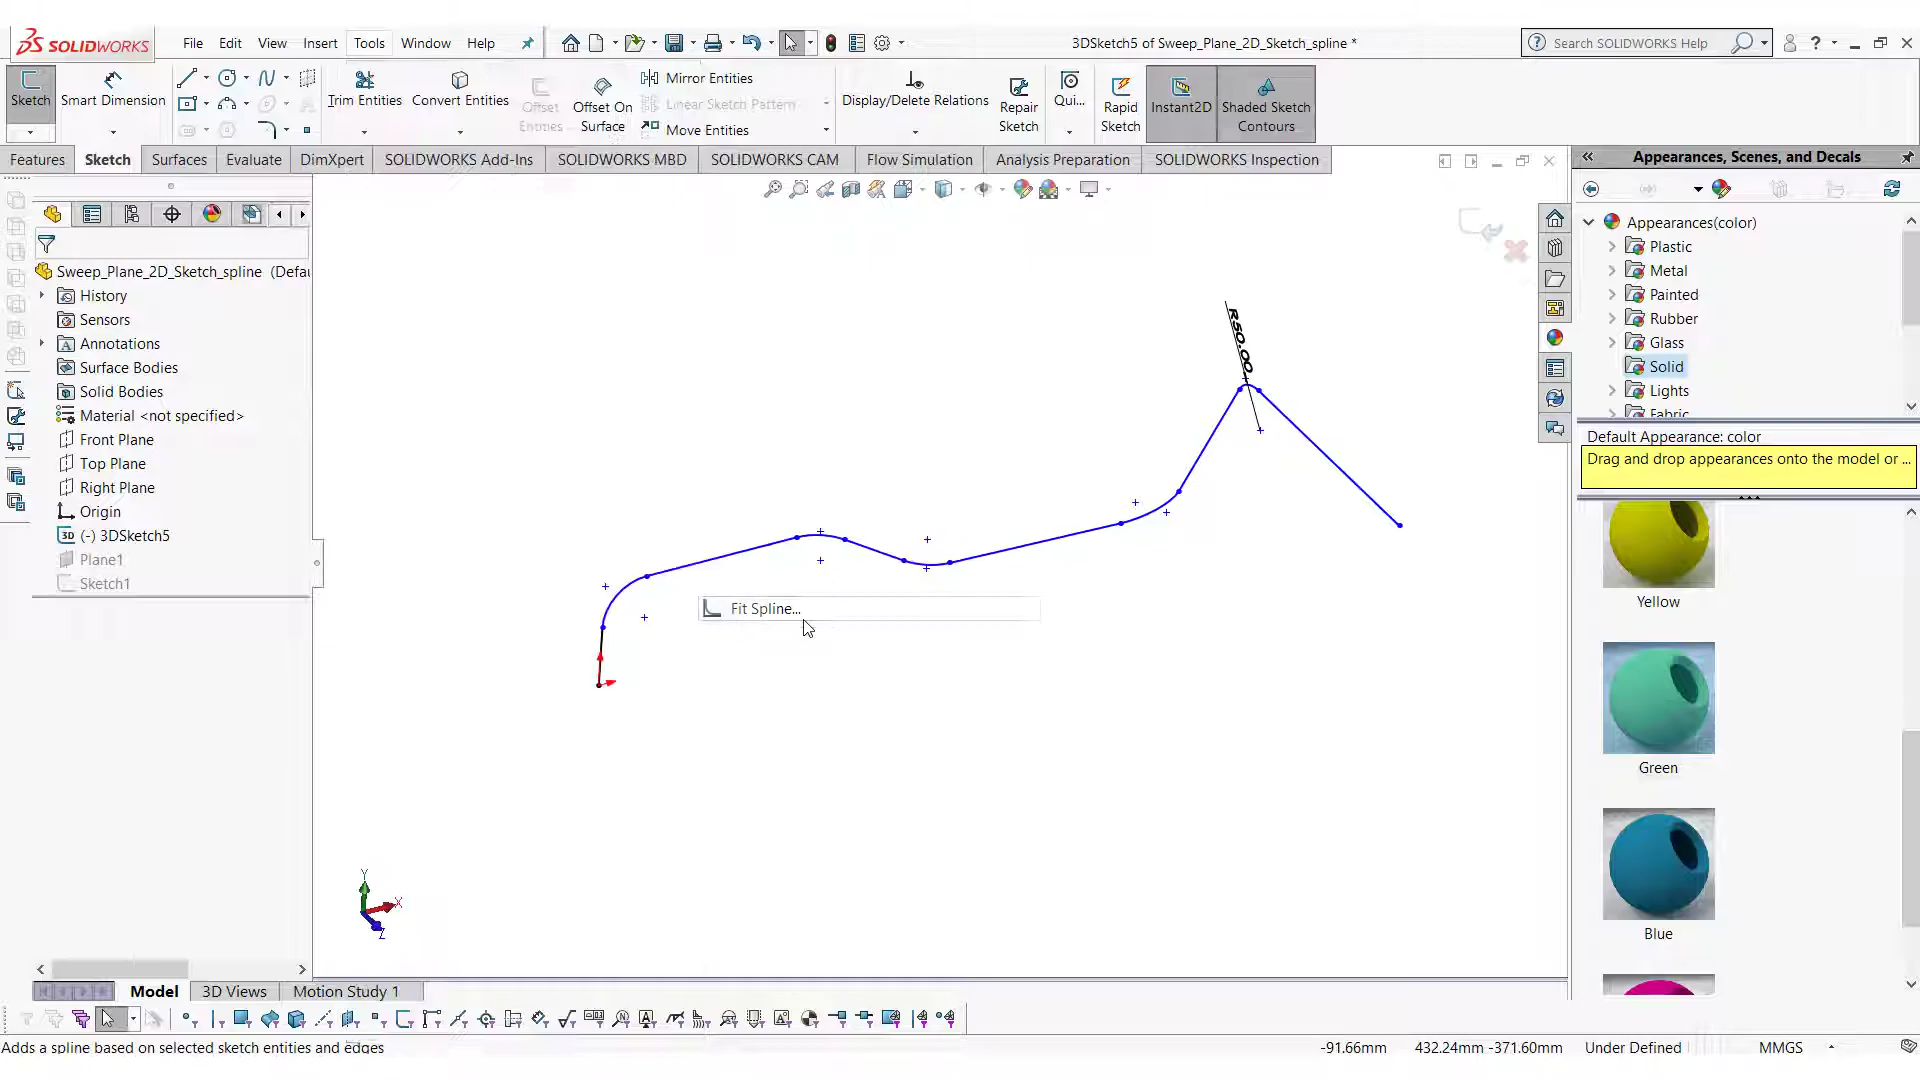 SOLIDWORKS
File Edit View Insert Tools Window Help
3DSketch5 of Sweep_Plane_2D_Sketch_spline *
Search SOLIDWORKS Help
Sketch
Smart Dimension
Trim Entities
Convert Entities
Offset Entities
Offset On Surface
Mirror Entities
Linear Sketch Pattern
Move Entities
Display/Delete Relations
Repair Sketch
Qui...
Rapid Sketch
Instant2D
Shaded Sketch Contours
Features Sketch Surfaces Evaluate DimXpert SOLIDWORKS Add-Ins SOLIDWORKS MBD SOLIDWORKS CAM Flow Simulation Analysis Preparation SOLIDWORKS Inspection
Sweep_Plane_2D_Sketch_spline (Defau
History
Sensors
Annotations
Surface Bodies
Solid Bodies
Material <not specified>
Front Plane
Top Plane
Right Plane
Origin
3D (-) 3DSketch5
Plane1
Sketch1
R50.00
Fit Spline...
Y
X
Z
Appearances, Scenes, and Decals
Appearances(color)
Plastic
Metal
Painted
Rubber
Glass
Solid
Lights
Fabric
Default Appearance: color
Drag and drop appearances onto the model or ...
Yellow
Green
Blue
Model 3D Views Motion Study 1
Adds a spline based on selected sketch entities and edges
-91.66mm 432.24mm -371.60mm Under Defined MMGS